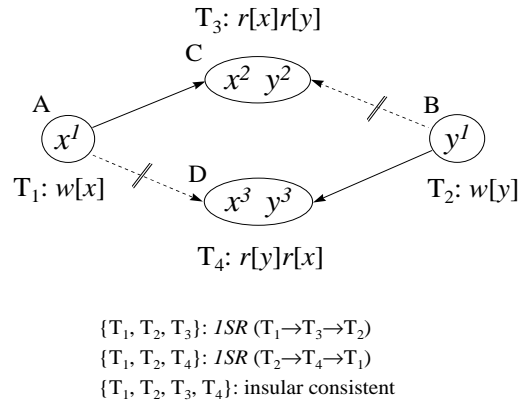 T₃: r[x]r[y]
C
x² y²
A
x¹
B
y¹
T₁: w[x]
D
x³ y³
T₂: w[y]
T₄: r[y]r[x]
{T₁, T₂, T₃}: 1SR (T₁→T₃→T₂)
{T₁, T₂, T₄}: 1SR (T₂→T₄→T₁)
{T₁, T₂, T₃, T₄}: insular consistent